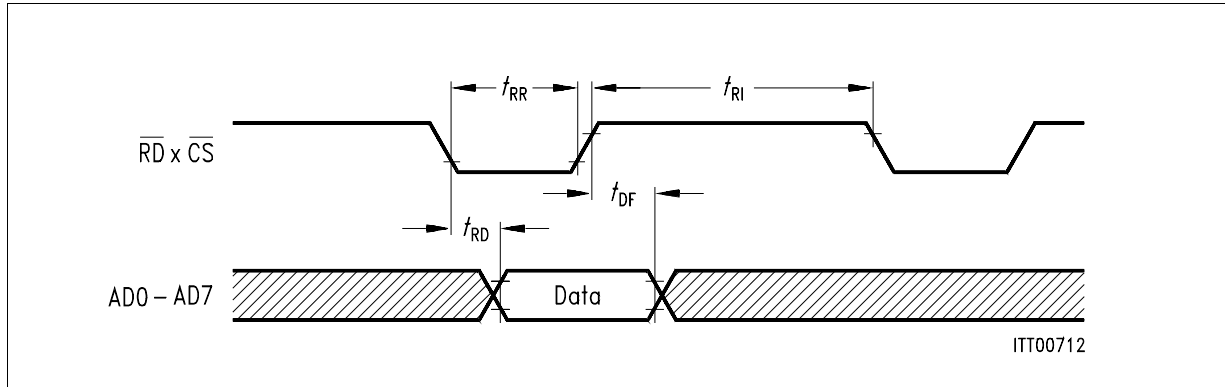 tRR
tRI
RD x CS
tDF
tRD
AD0 – AD7
Data
ITT00712